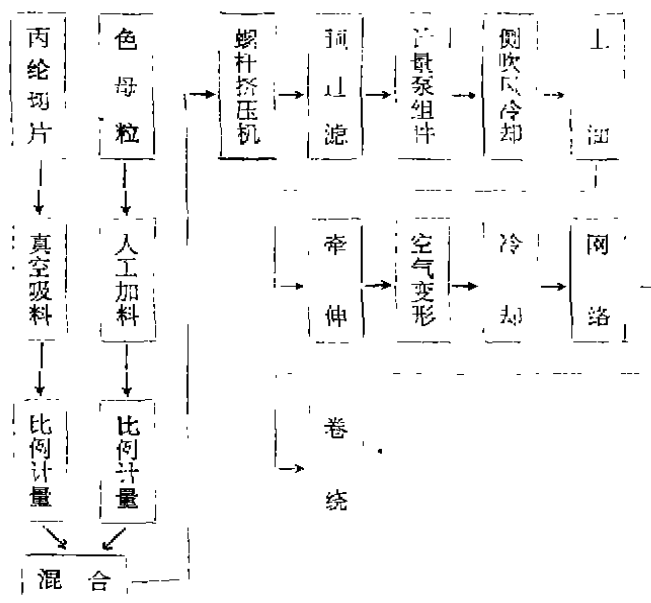 丙纶切片
色母粒
螺杆挤压机
预过滤
计量泵组件
侧吹风冷却
上油
真空吸料
人工加料
牵伸
空气变形
冷却
网络
比例计量
比例计量
卷绕
混合